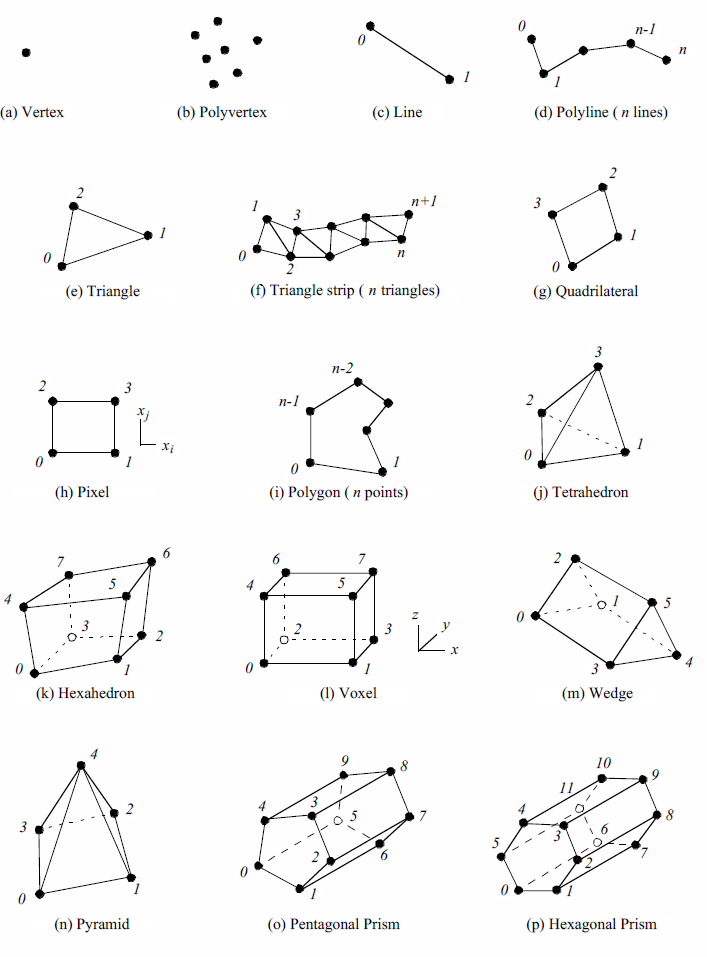 0
1
(a) Vertex
(b) Polyvertex
(c) Line
0
1
n-1
n
(d) Polyline ( n lines)
2
1
0
(e) Triangle
1
3
n+1
0
2
n
(f) Triangle strip ( n triangles)
2
3
1
0
(g) Quadrilateral
2
3
0
1
xj
xi
(h) Pixel
n-2
n-1
0
1
(i) Polygon ( n points)
3
2
0
1
(j) Tetrahedron
7
6
5
4
3
2
0
1
(k) Hexahedron
6
7
4
5
2
3
0
1
z
y
x
(l) Voxel
2
1
5
0
3
4
(m) Wedge
4
3
2
0
1
(n) Pyramid
9
8
4
3
5
7
2
6
0
1
(o) Pentagonal Prism
10
9
11
4
8
3
6
5
2
7
0
1
(p) Hexagonal Prism